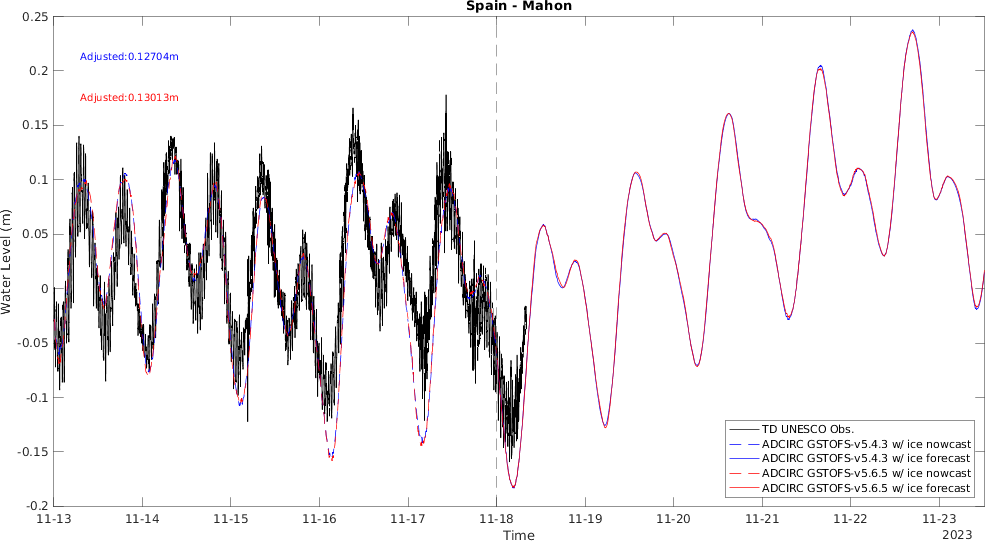 Spain - Mahon
Adjusted:0.12704m
Adjusted:0.13013m
Water Level (m)
0.25
0.2
0.15
0.1
0.05
0
-0.05
-0.1
-0.15
-0.2
11-13 11-14 11-15 11-16 11-17 11-18 11-19 11-20 11-21 11-22 11-23
Time
2023
TD UNESCO Obs.
ADCIRC GSTOFS-v5.4.3 w/ ice nowcast
ADCIRC GSTOFS-v5.4.3 w/ ice forecast
ADCIRC GSTOFS-v5.6.5 w/ ice nowcast
ADCIRC GSTOFS-v5.6.5 w/ ice forecast